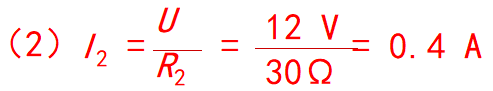 (2) I₂ = U/R₂ = 12 V/30Ω = 0.4 A